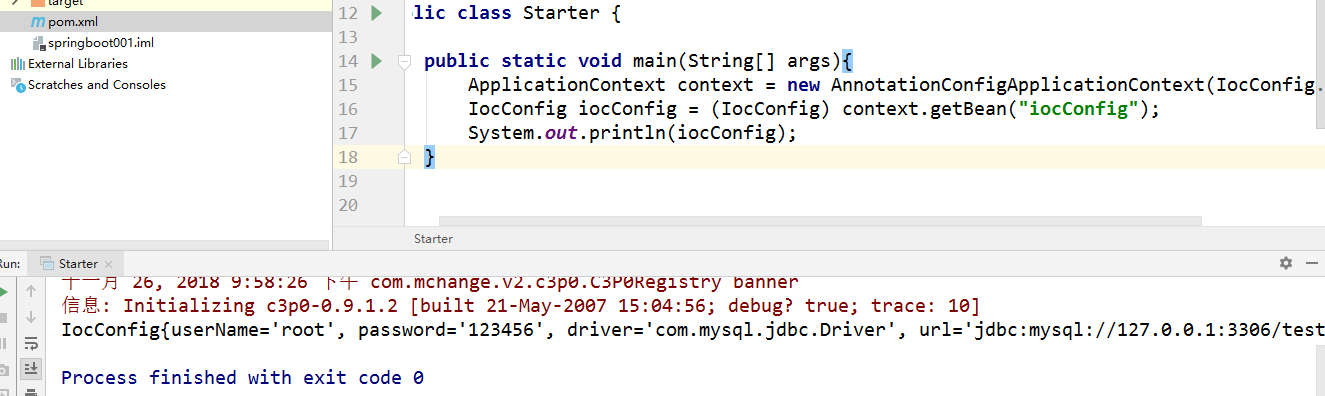 target
pom.xml
springboot001.iml
External Libraries
Scratches and Consoles
12 lic class Starter {
13
14 public static void main(String[] args){
15 ApplicationContext context = new AnnotationConfigApplicationContext(IocConfig.
16 IocConfig iocConfig = (IocConfig) context.getBean("iocConfig");
17 System.out.println(iocConfig);
18 }
19
20
Starter
Run: Starter
十一月 26, 2018 9:58:26 下午 com.mchange.v2.c3p0.C3P0Registry banner
信息: Initializing c3p0-0.9.1.2 [built 21-May-2007 15:04:56; debug? true; trace: 10]
IocConfig{userName='root', password='123456', driver='com.mysql.jdbc.Driver', url='jdbc:mysql://127.0.0.1:3306/test
Process finished with exit code 0